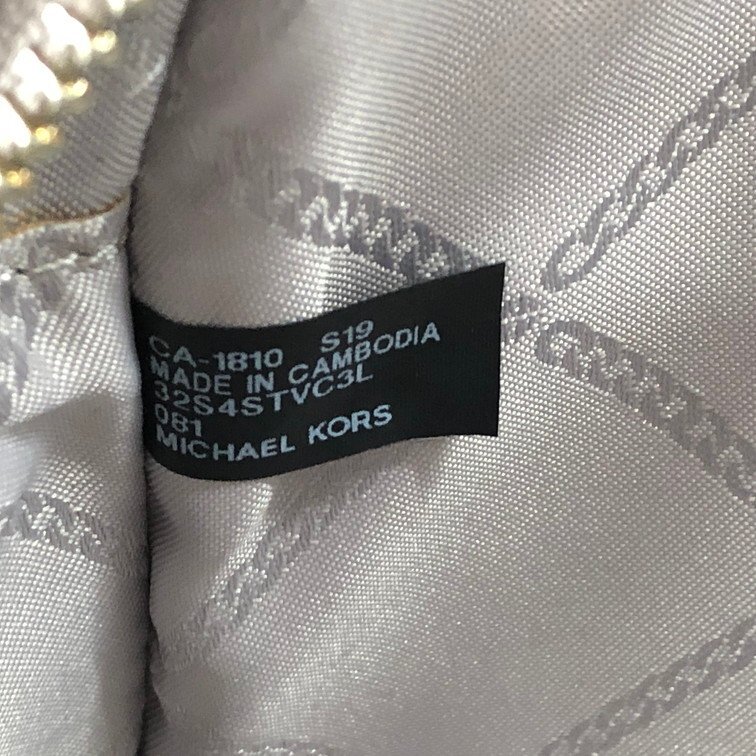 CA-1810 S19
MADE IN CAMBODIA
32S4STVC3L
081
MICHAEL KORS